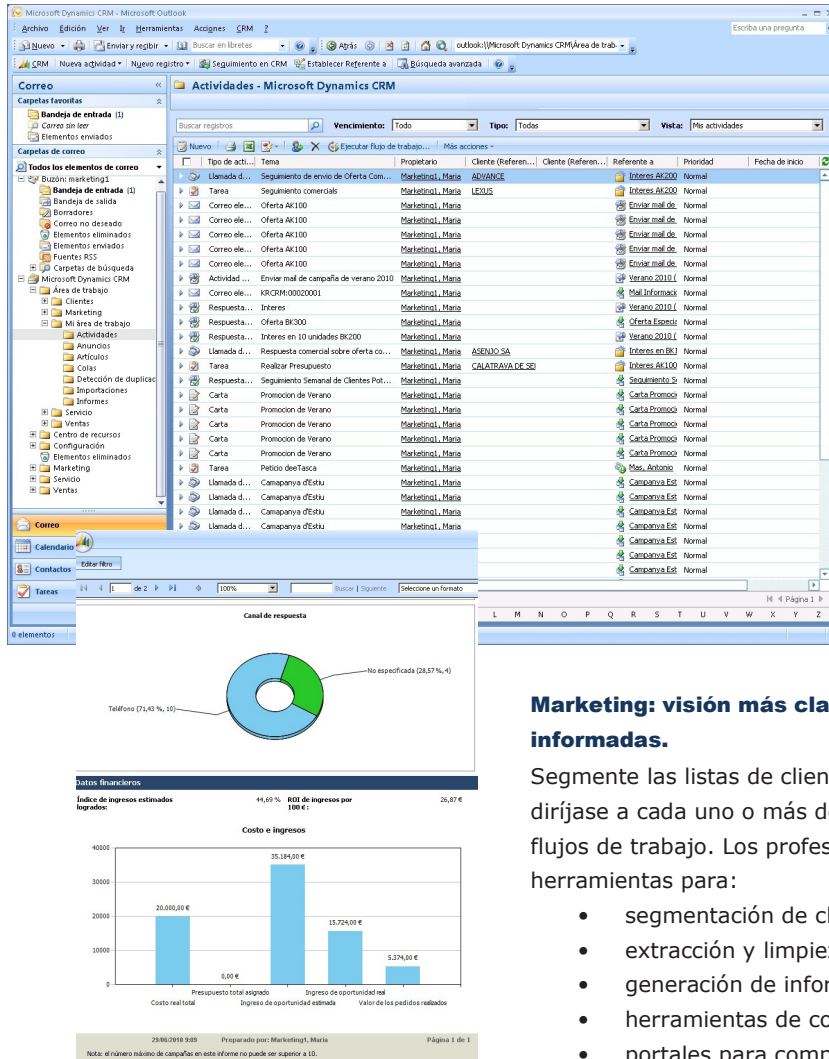 Microsoft Dynamics CRM - Microsoft Outlook
Archivo Edición Ver Ir Herramientas Acciones CRM ?
Escriba una pregunta
Nuevo Enviar y recibir Buscar en libretas Atrás outlook:\\Microsoft Dynamics CRM\Área de trab-
CRM Nueva actividad Nuevo registro Seguimiento en CRM Establecer Referente a Búsqueda avanzada
Correo
Actividades - Microsoft Dynamics CRM
Carpetas favoritas
Bandeja de entrada (1)
Correo sin leer
Elementos enviados
Carpetas de correo
Todos los elementos de correo
Buzón: marketing1
Bandeja de entrada (1)
Bandeja de salida
Borradores
Correo no deseado
Elementos eliminados
Elementos enviados
Fuentes RSS
Carpetas de búsqueda
Microsoft Dynamics CRM
Área de trabajo
Clientes
Marketing
Mi área de trabajo
Actividades
Anuncios
Artículos
Colas
Detección de duplicac
Importaciones
Informes
Servicio
Ventas
Centro de recursos
Configuración
Elementos eliminados
Marketing
Servicio
Ventas
Correo
Calendario
Contactos
Tareas
0 elementos
Buscar registros Vencimiento: Todo Tipo: Todas Vista: Mis actividades
Nuevo Ejecutar flujo de trabajo... Más acciones
Tipo de acti... Tema Propietario Cliente (Referen... Cliente (Referen... Referente a Prioridad Fecha de inicio
Llamada d... Seguimiento de envio de Oferta Com... Marketing1, Maria ADVANCE Interes AK200 Normal
Tarea Seguimiento comercials Marketing1, Maria LEXUS Interes AK200 Normal
Correo ele... Oferta AK100 Marketing1, Maria Enviar mail de Normal
Correo ele... Oferta AK100 Marketing1, Maria Enviar mail de Normal
Correo ele... Oferta AK100 Marketing1, Maria Enviar mail de Normal
Correo ele... Oferta AK100 Marketing1, Maria Enviar mail de Normal
Actividad ... Enviar mail de campaña de verano 2010 Marketing1, Maria Verano 2010 ( Normal
Correo ele... KRCRM:00020001 Marketing1, Maria Mail Informack Normal
Respuesta... Interes Marketing1, Maria Verano 2010 ( Normal
Respuesta... Oferta BK300 Marketing1, Maria Oferta Especia Normal
Respuesta... Interes en 10 unidades BK200 Marketing1, Maria Verano 2010 ( Normal
Llamada d... Respuesta comercial sobre oferta co... Marketing1, Maria ASENJO SA Interes en BK1 Normal
Tarea Realizar Presupuesto Marketing1, Maria CALATRAVA DE SEI Interes AK100 Normal
Respuesta... Seguimiento Semanal de Clientes Pot... Marketing1, Maria Seguimiento S Normal
Carta Promocion de Verano Marketing1, Maria Carta Promoci Normal
Carta Promocion de Verano Marketing1, Maria Carta Promoci Normal
Carta Promocion de Verano Marketing1, Maria Carta Promoci Normal
Carta Promocion de Verano Marketing1, Maria Carta Promoci Normal
Tarea Peticio deeTasca Marketing1, Maria Mas, Antonio Normal
Llamada d... Camapanya d'Estiu Marketing1, Maria Campanya Est Normal
Llamada d... Camapanya d'Estiu Marketing1, Maria Campanya Est Normal
Llamada d... Camapanya d'Estiu Marketing1, Maria Campanya Est Normal
Campanya Est Normal
Campanya Est Normal
Campanya Est Normal
Página 1
L M N O P Q R S T U V W X Y Z
Editar filtro
1 de 2 100% Buscar | Siguiente Seleccione un formato
Canal de respuesta
No especificada (28,57 %, 4)
Teléfono (71,43 %, 10)
Datos financieros
Índice de ingresos estimados logrados: 44,69 % ROI de ingresos por 100 €: 26,87 €
Costo e ingresos
40000
30000
20000
10000
0
20.000,00 €
0,00 €
35.184,00 €
15.724,00 €
5.374,00 €
Presupuesto total asignado Ingreso de oportunidad real
Costo real total Ingreso de oportunidad estimada Valor de los pedidos realizados
29/06/2010 9:09 Preparado por: Marketing1, Maria Página 1 de 1
Nota: el número máximo de campañas en este informe no puede ser superior a 10.
Marketing: visión más cla
informadas.
Segmente las listas de clien
diríjase a cada uno o más de
flujos de trabajo. Los profes
herramientas para:
• segmentación de cl
• extracción y limpie
• generación de infor
• herramientas de co
• portales para comp